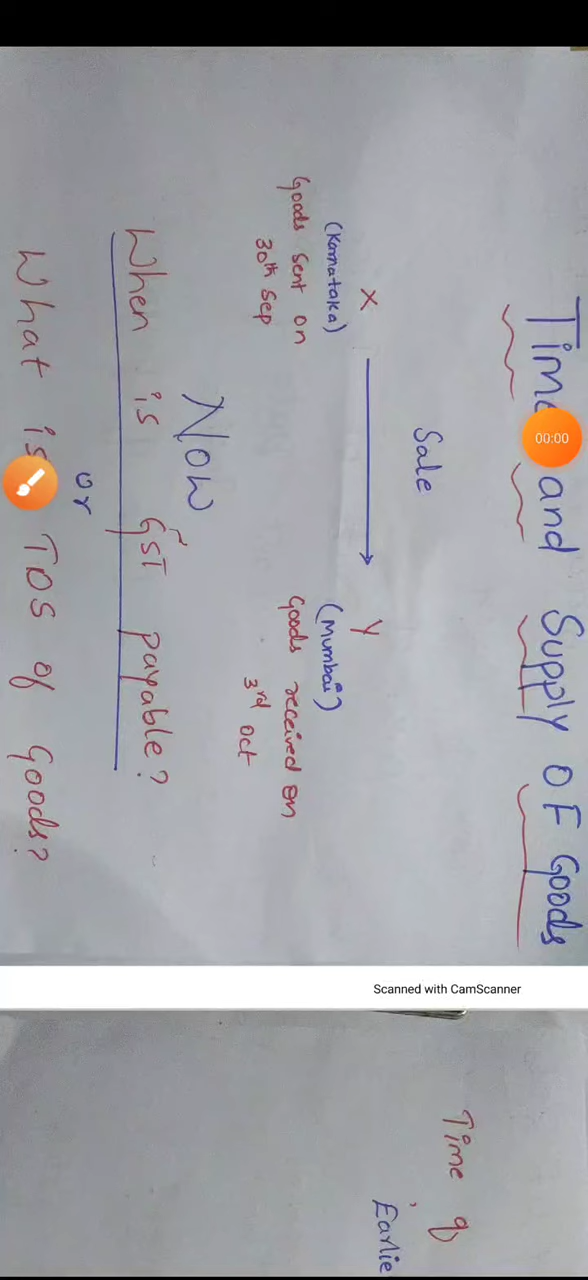 Time and Supply OF Goods
Sale
X Y
(Karnataka) (Mumbai)
Goods sent on Goods received on
30th Sep 3rd Oct
Now
When is GST payable?
or
What is TOS of Goods?
Scanned with CamScanner
Time of
Earlie
00:00